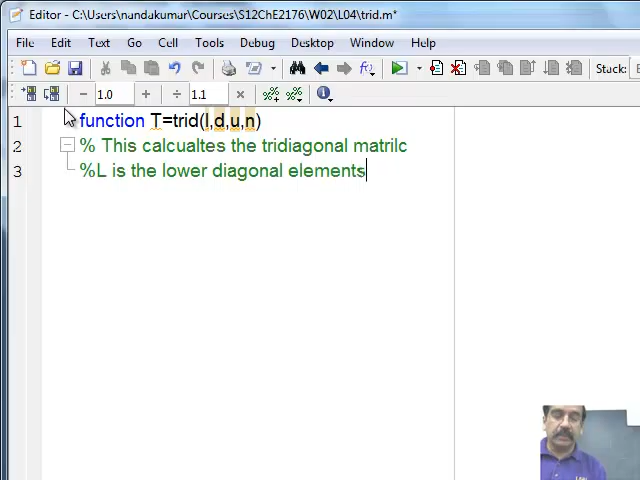 Editor - C:\Users\nandakumar\Courses\S12ChE2176\W02\L04\trid.m*
File Edit Text Go Cell Tools Debug Desktop Window Help
Stack:
1.0 1.1
1 function T=trid(l,d,u,n)
2 % This calcualtes the tridiagonal matrilc
3 %L is the lower diagonal elements